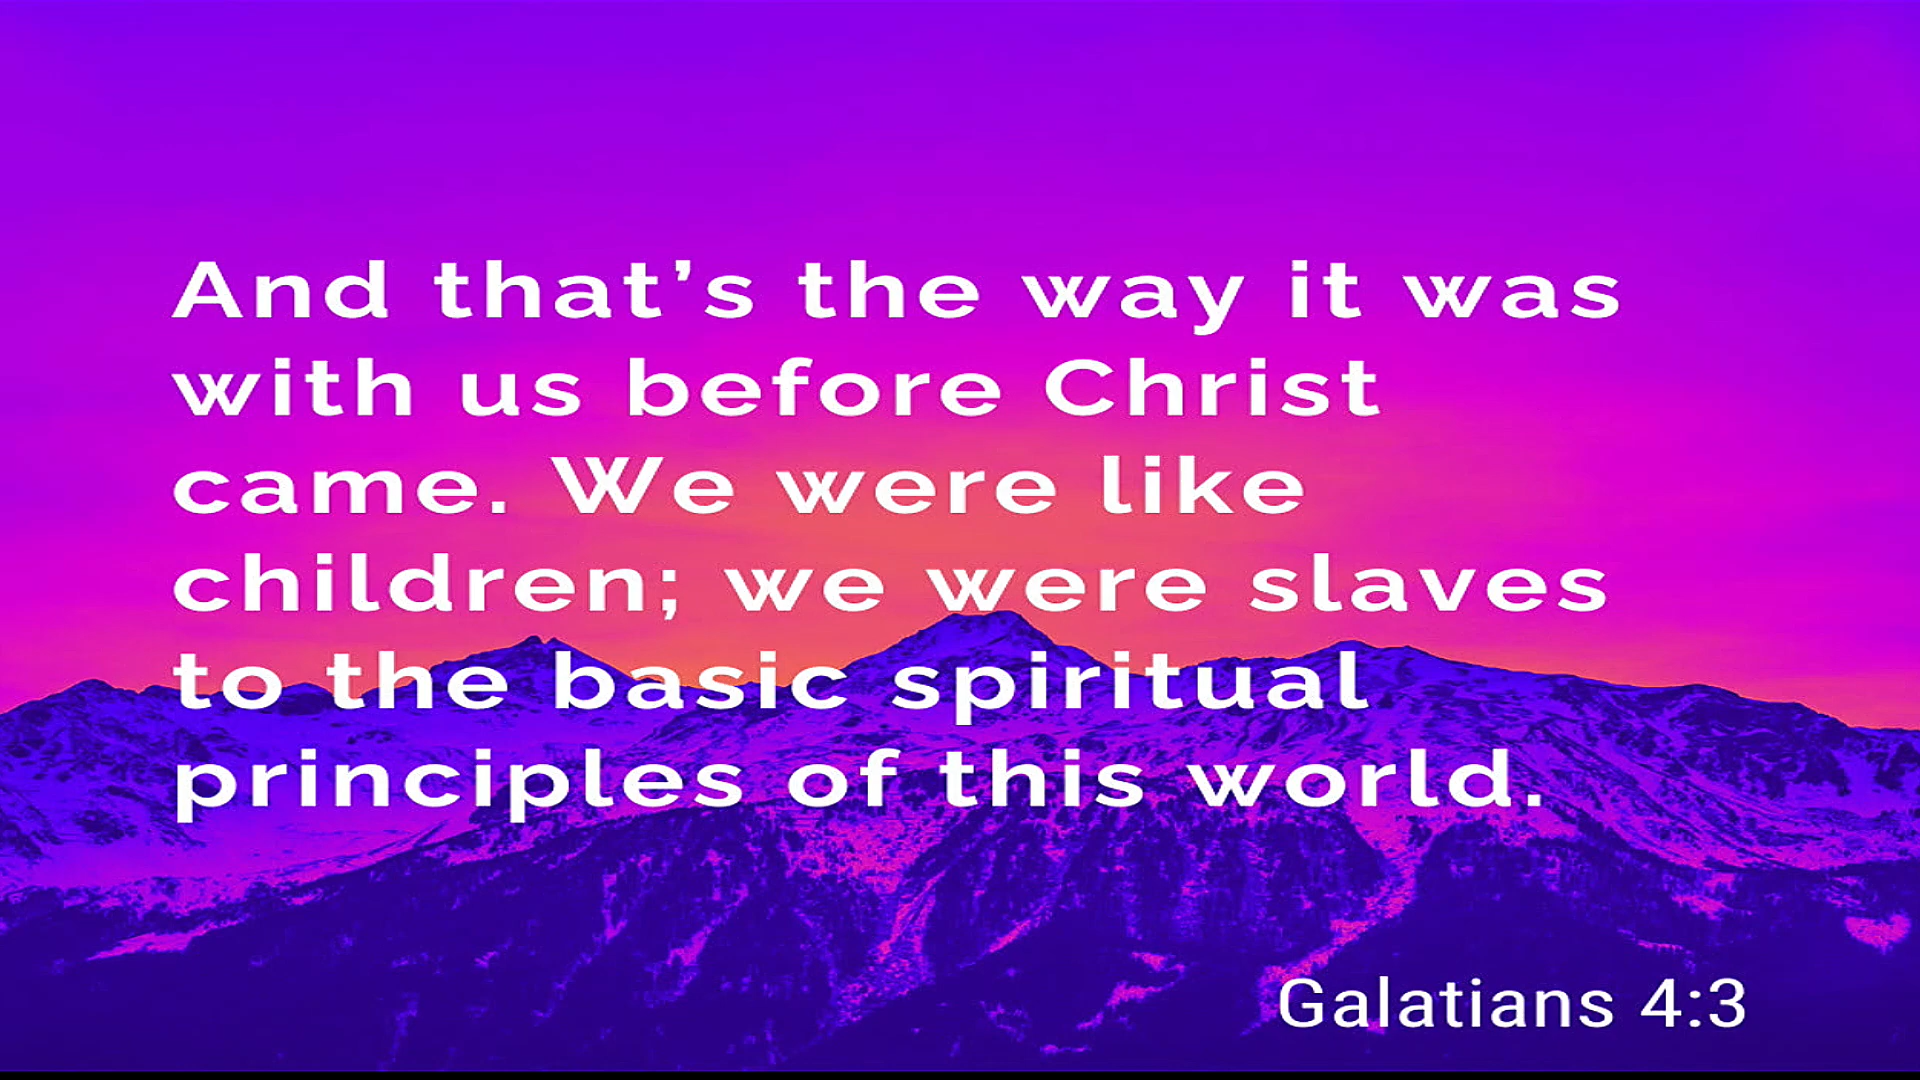 And that’s the way it was
with us before Christ
came. We were like
children; we were slaves
to the basic spiritual
principles of this world.
Galatians 4:3